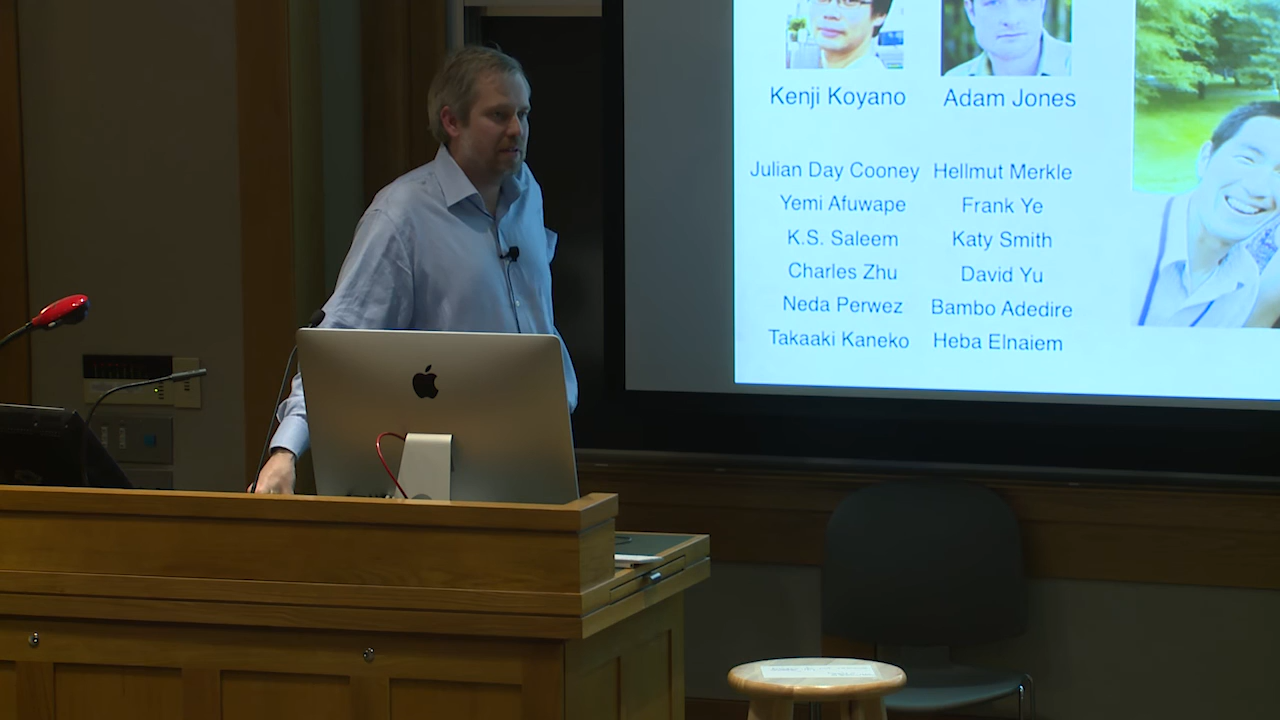 Kenji Koyano Adam Jones
Julian Day Cooney Hellmut Merkle
Yemi Afuwape Frank Ye
K.S. Saleem Katy Smith
Charles Zhu David Yu
Neda Perwez Bambo Adedire
Takaaki Kaneko Heba Elnaiem